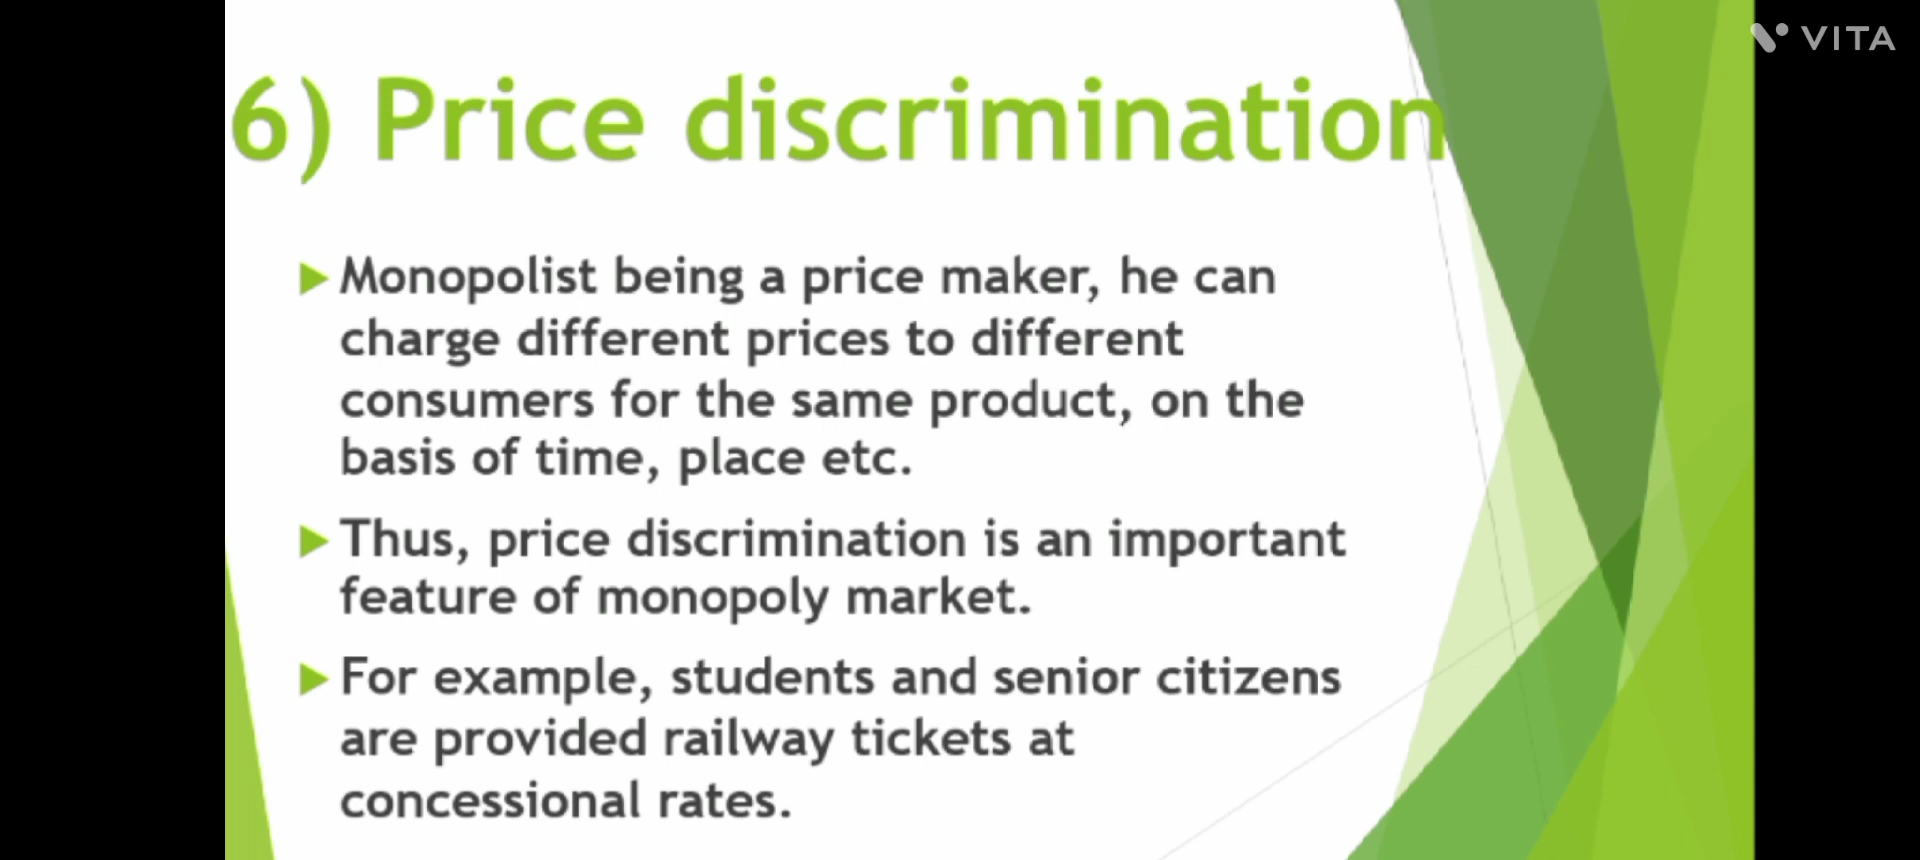 VITA
6) Price discrimination
Monopolist being a price maker, he can
charge different prices to different
consumers for the same product, on the
basis of time, place etc.
Thus, price discrimination is an important
feature of monopoly market.
For example, students and senior citizens
are provided railway tickets at
concessional rates.